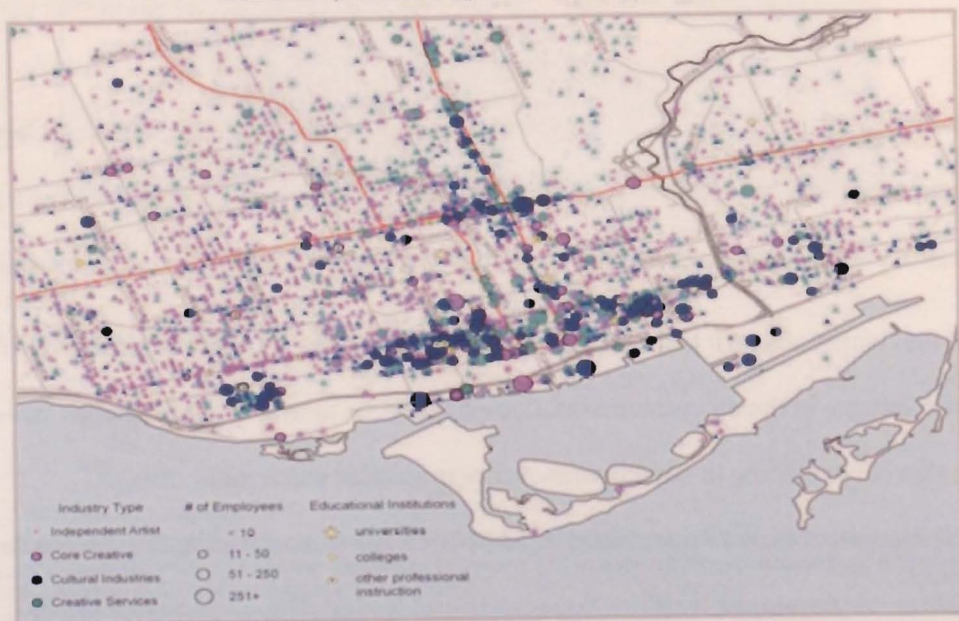 Industry Type
Independent Artist
Core Creative
Cultural Industries
Creative Services
# of Employees
< 10
11 - 50
51 - 250
251+
Educational Institutions
universities
colleges
other professional
instruction